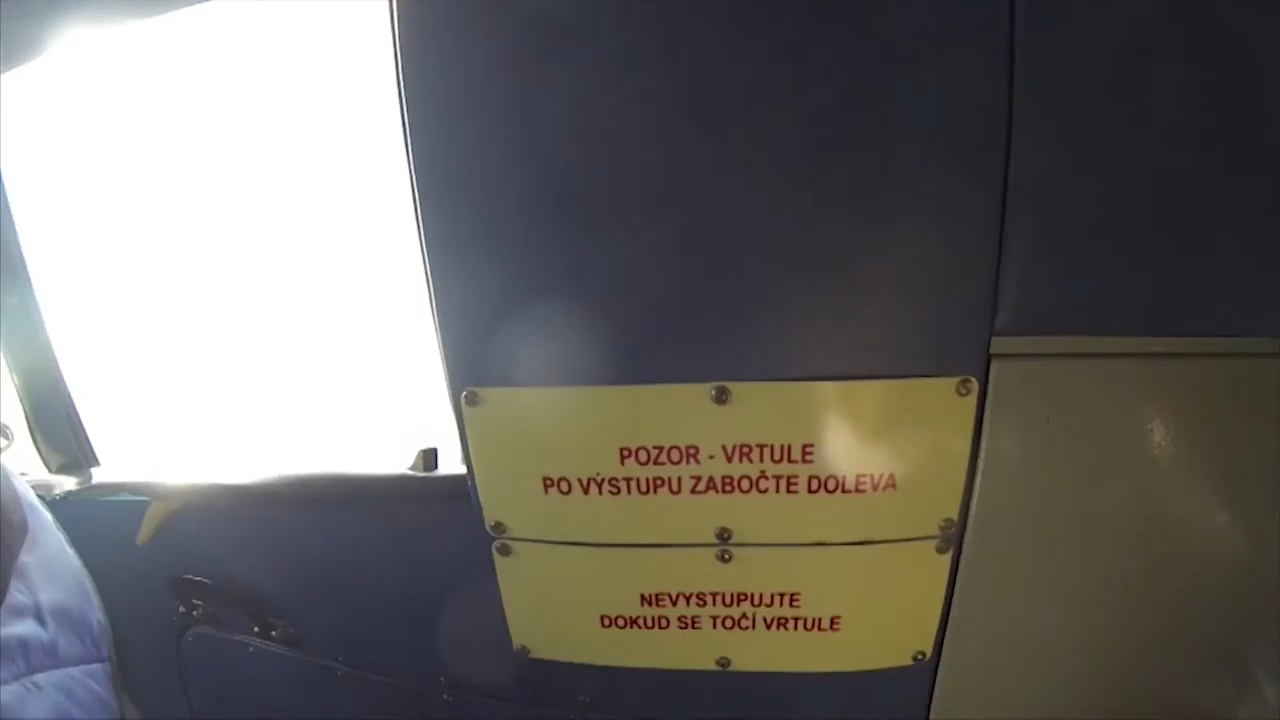 POZOR - VRTULE
PO VÝSTUPU ZABOČTE DOLEVA
NEVYSTUPUJTE
DOKUD SE TOČÍ VRTULE